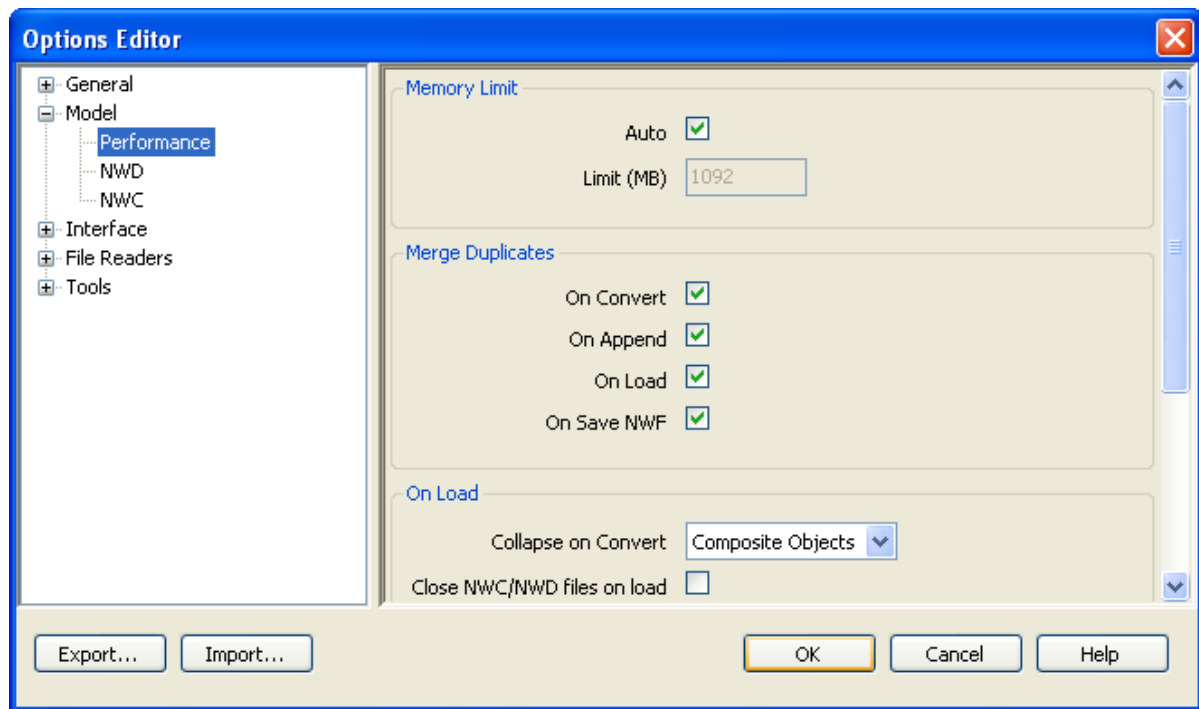 Options Editor
General
Model
Performance
NWD
NWC
Interface
File Readers
Tools
Memory Limit
Auto
Limit (MB) 1092
Merge Duplicates
On Convert
On Append
On Load
On Save NWF
On Load
Collapse on Convert Composite Objects
Close NWC/NWD files on load
Export... Import... OK Cancel Help